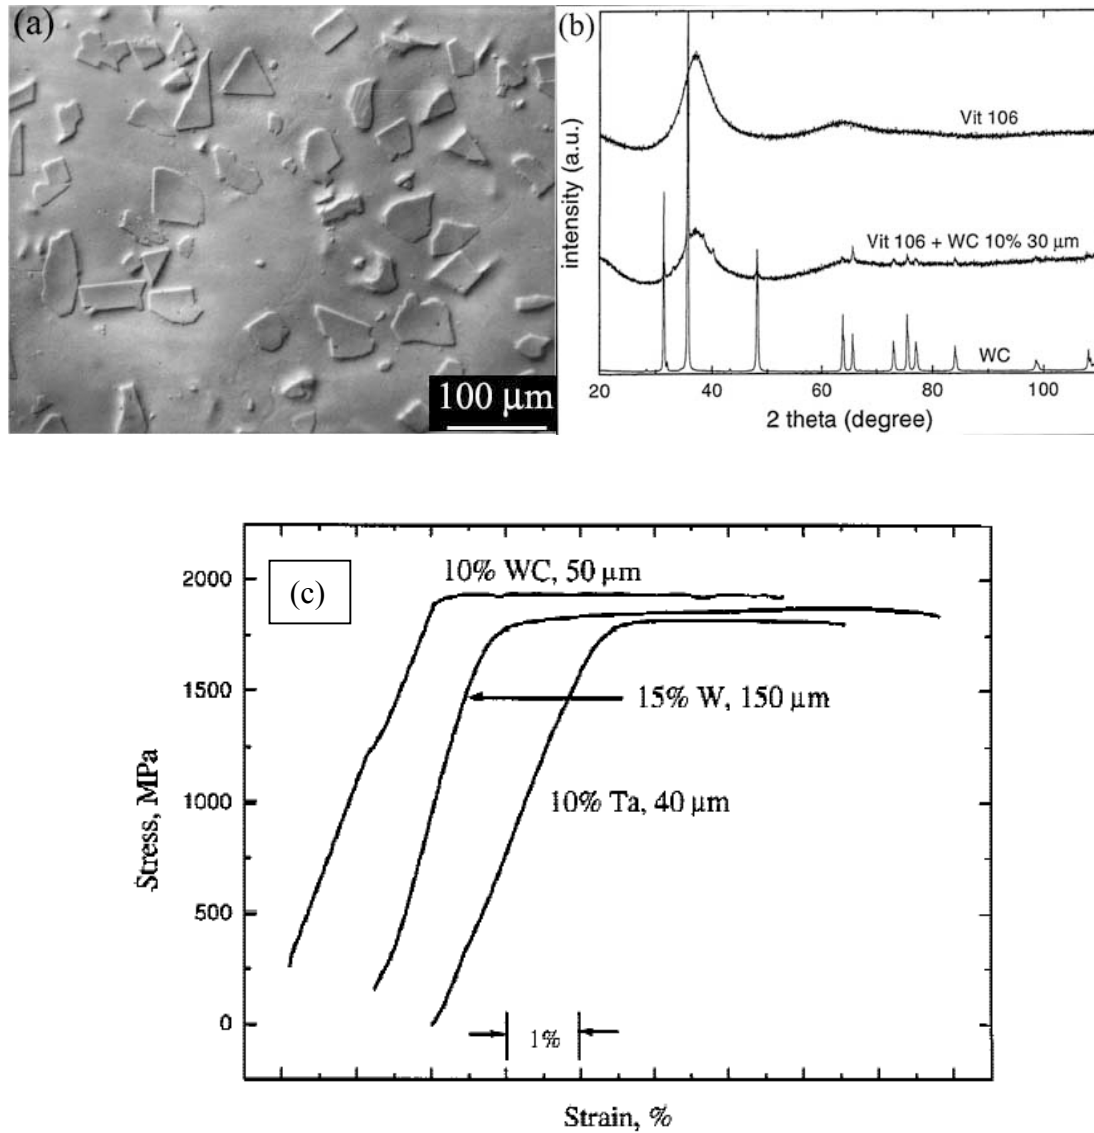 (a)
100 µm
(b)
intensity (a.u.)
Vit 106
Vit 106 + WC 10% 30 µm
WC
20 40 60 80 100
2 theta (degree)
(c)
Stress, MPa
2000
1500
1000
500
0
10% WC, 50 µm
15% W, 150 µm
10% Ta, 40 µm
1%
Strain, %